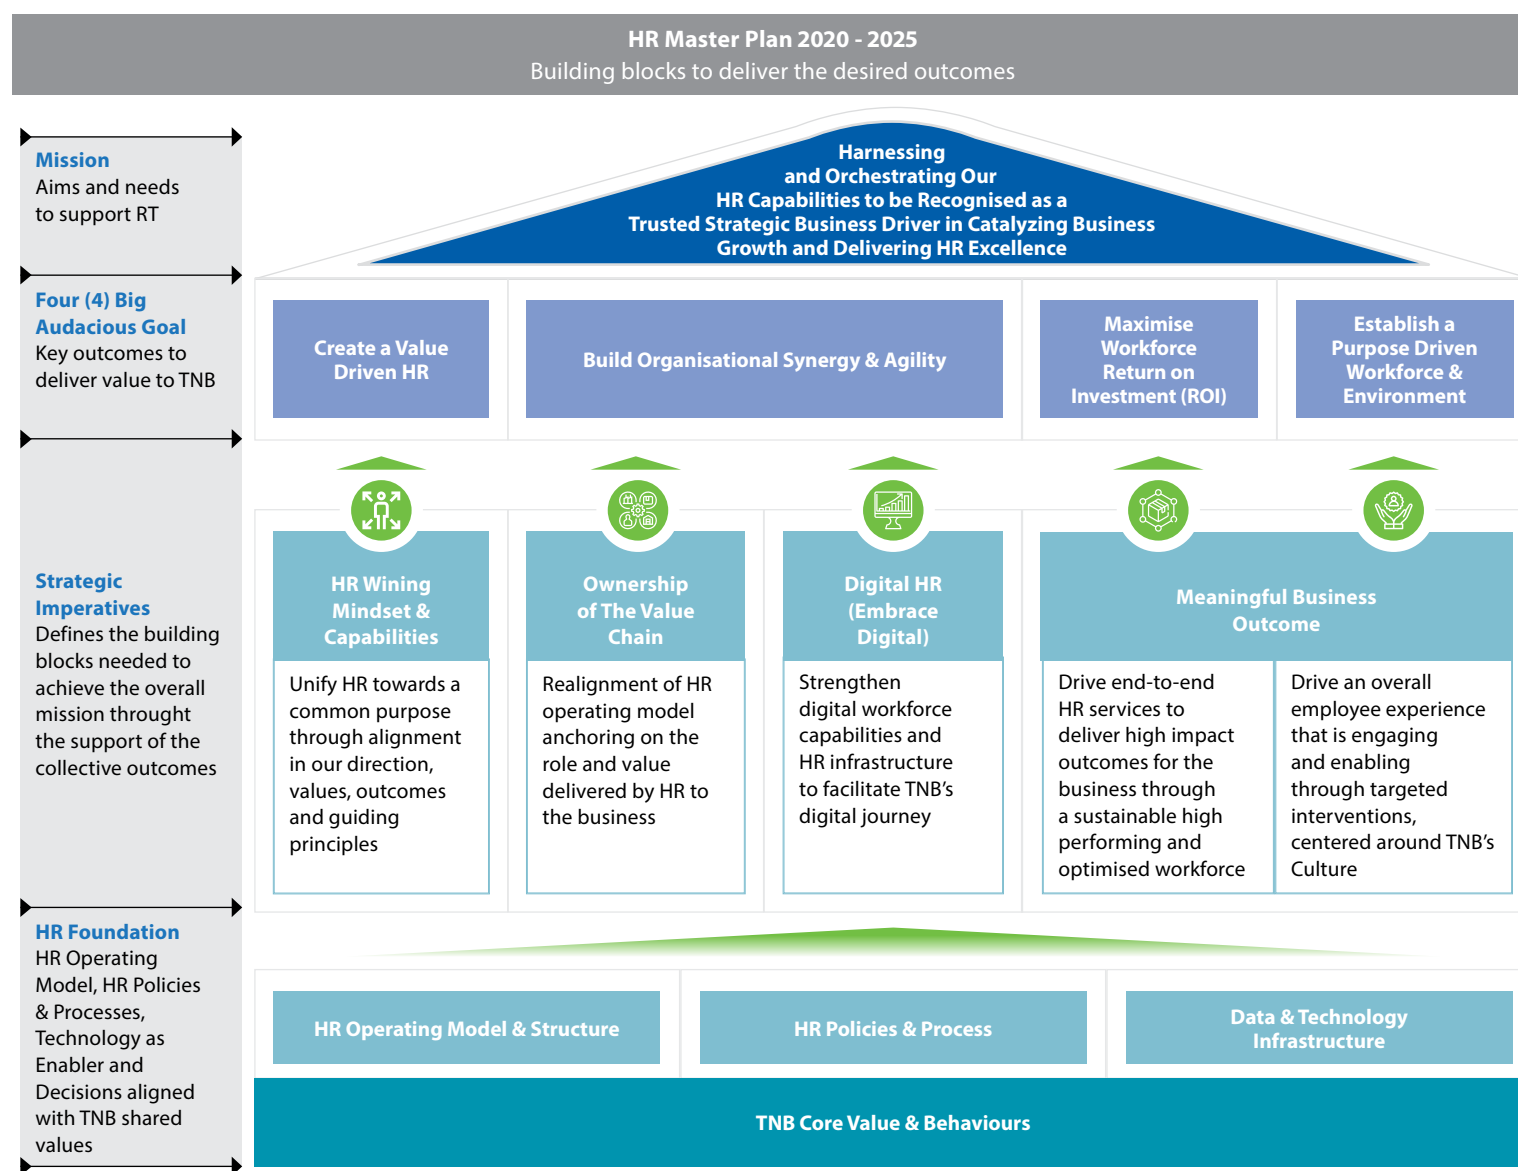 HR Master Plan 2020 - 2025
Building blocks to deliver the desired outcomes
Mission
Aims and needs
to support RT
Harnessing
and Orchestrating Our
HR Capabilities to be Recognised as a
Trusted Strategic Business Driver in Catalyzing Business
Growth and Delivering HR Excellence
Four (4) Big
Audacious Goal
Key outcomes to
deliver value to TNB
Create a Value
Driven HR
Build Organisational Synergy & Agility
Maximise
Workforce
Return on
Investment (ROI)
Establish a
Purpose Driven
Workforce &
Environment
Strategic
Imperatives
Defines the building
blocks needed to
achieve the overall
mission throught
the support of the
collective outcomes
HR Wining
Mindset &
Capabilities
Unify HR towards a
common purpose
through alignment
in our direction,
values, outcomes
and guiding
principles
Ownership
of The Value
Chain
Realignment of HR
operating model
anchoring on the
role and value
delivered by HR to
the business
Digital HR
(Embrace
Digital)
Strengthen
digital workforce
capabilities and
HR infrastructure
to facilitate TNB's
digital journey
Meaningful Business
Outcome
Drive end-to-end
HR services to
deliver high impact
outcomes for the
business through
a sustainable high
performing and
optimised workforce
Drive an overall
employee experience
that is engaging
and enabling
through targeted
interventions,
centered around TNB's
Culture
HR Foundation
HR Operating
Model, HR Policies
& Processes,
Technology as
Enabler and
Decisions aligned
with TNB shared
values
HR Operating Model & Structure
HR Policies & Process
Data & Technology
Infrastructure
TNB Core Value & Behaviours